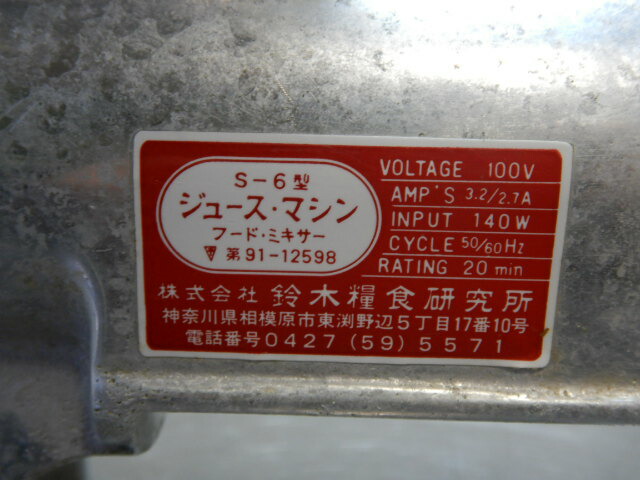 S-6型
ジュース・マシン
フード・ミキサー
第91-12598
VOLTAGE 100V
AMP'S 3.2/2.7A
INPUT 140W
CYCLE 50/60Hz
RATING 20min
株式会社鈴木糧食研究所
神奈川県相模原市東渕野辺5丁目17番10号
電話番号0427(59)5571